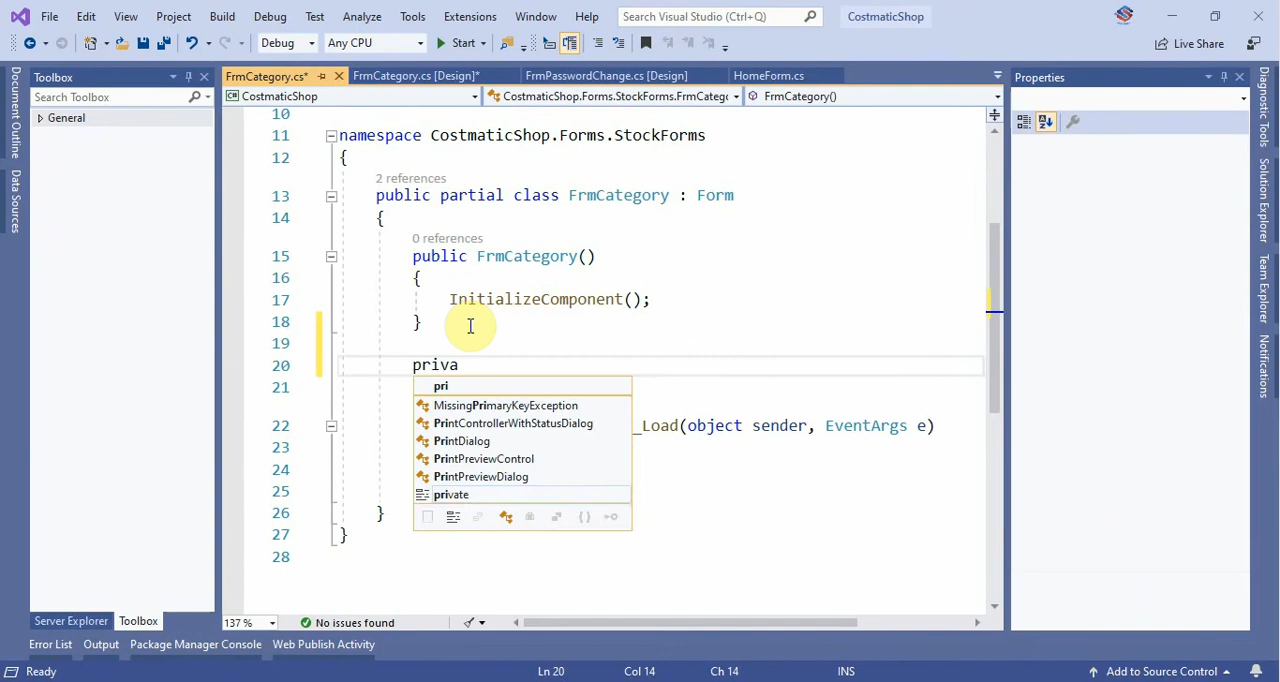 File Edit View Project Build Debug Test Analyze Tools Extensions Window Help Search Visual Studio (Ctrl+Q) CostmaticShop
Debug Any CPU Start Live Share
Document Outline
Data Sources
Toolbox
Search Toolbox
General
Server Explorer Toolbox
FrmCategory.cs* FrmCategory.cs [Design]* FrmPasswordChange.cs [Design] HomeForm.cs
CostmaticShop CostmaticShop.Forms.StockForms.FrmCateg FrmCategory()
10
11 namespace CostmaticShop.Forms.StockForms
12 {
2 references
13 public partial class FrmCategory : Form
14 {
0 references
15 public FrmCategory()
16 {
17 InitializeComponent();
18 }
19
20 priva
21
pri
MissingPrimaryKeyException
PrintControllerWithStatusDialog
PrintDialog
PrintPreviewControl
PrintPreviewDialog
private
22 _Load(object sender, EventArgs e)
23
24
25
26 }
27 }
28
137 % No issues found
Properties
Diagnostic Tools
Solution Explorer
Team Explorer
Notifications
Error List Output Package Manager Console Web Publish Activity
Ready Ln 20 Col 14 Ch 14 INS Add to Source Control